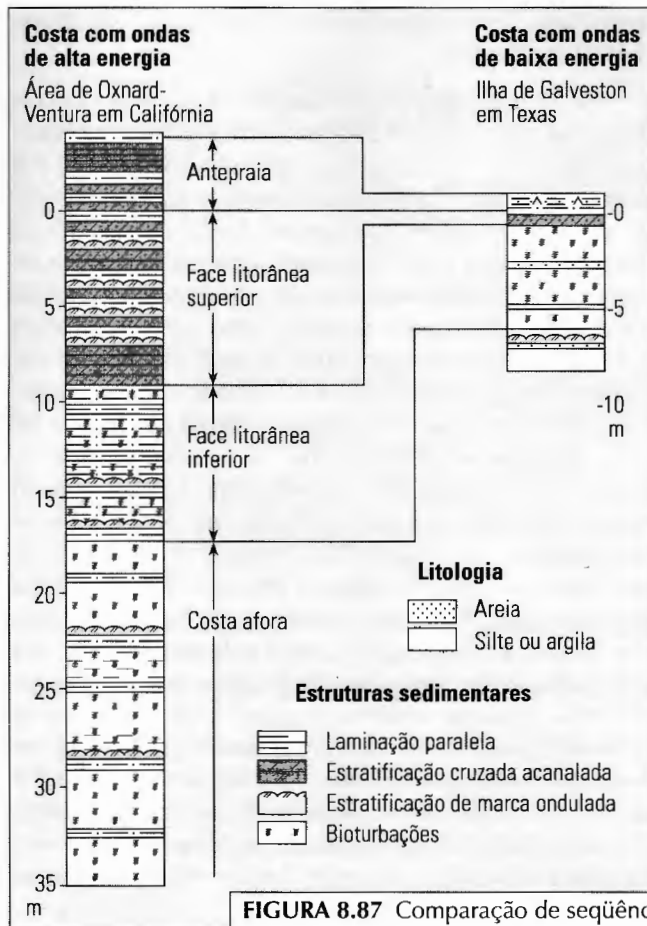 Costa com ondas
de alta energia
Área de Oxnard-
Ventura em Califórnia
Costa com ondas
de baixa energia
Ilha de Galveston
em Texas
Antepraia
0
-0
Face litorânea
superior
5
-5
10
-10
m
Face litorânea
inferior
15
20
Costa afora
25
30
35
m
Litologia
Areia
Silte ou argila
Estruturas sedimentares
Laminação paralela
Estratificação cruzada acanalada
Estratificação de marca ondulada
Bioturbações
FIGURA 8.87 Comparação de seqüênc